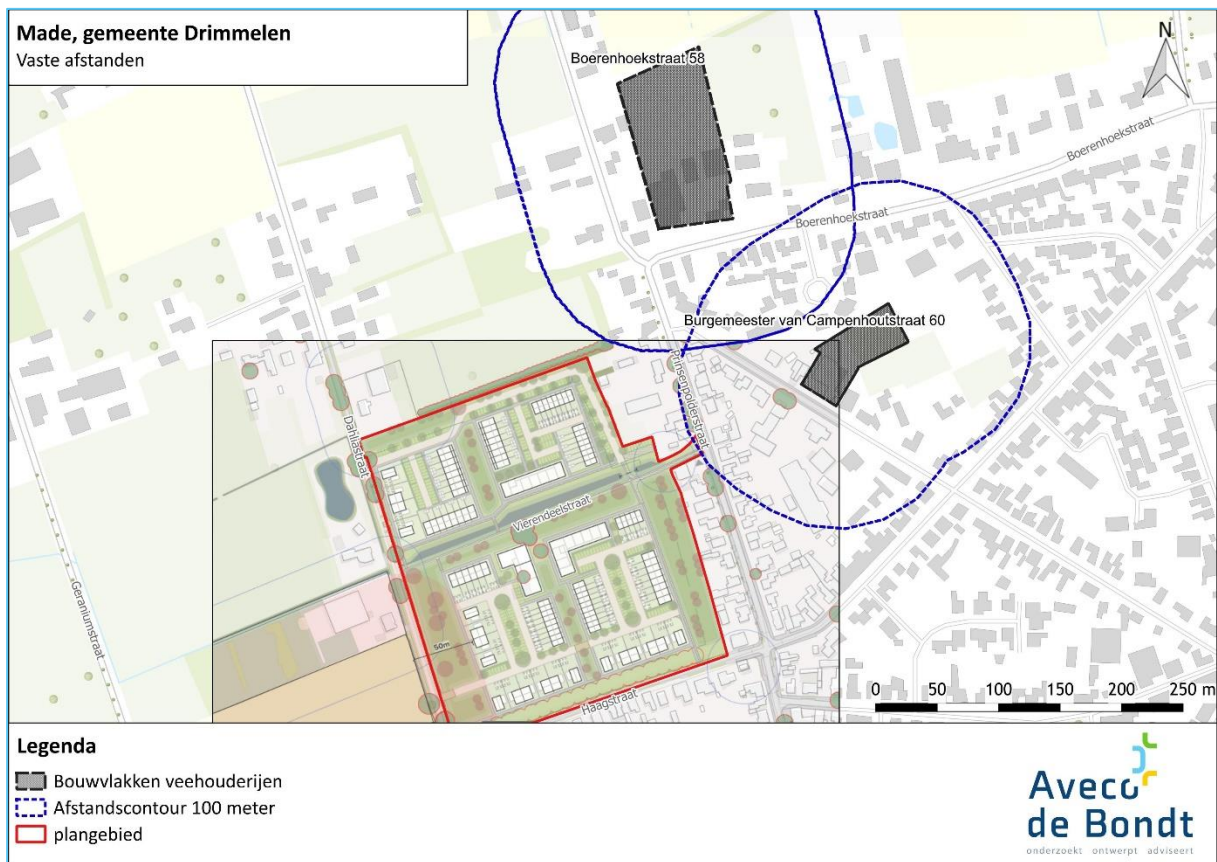 Made, gemeente Drimmelen
Vaste afstanden
Boerenhoekstraat 58
N
Boerenhoekstraat
Boerenhoekstraat
Burgemeester van Campenhoutstraat 60
Prinsenpolderstraat
Dahliastraat
Vierendeelstraat
Geraniumstraat
50m
Haagstraat
0 50 100 150 200 250 m
Legenda
Bouwvlakken veehouderijen
Afstandscontour 100 meter
plangebied
Aveco
de Bondt
onderzoekt ontwerpt adviseert